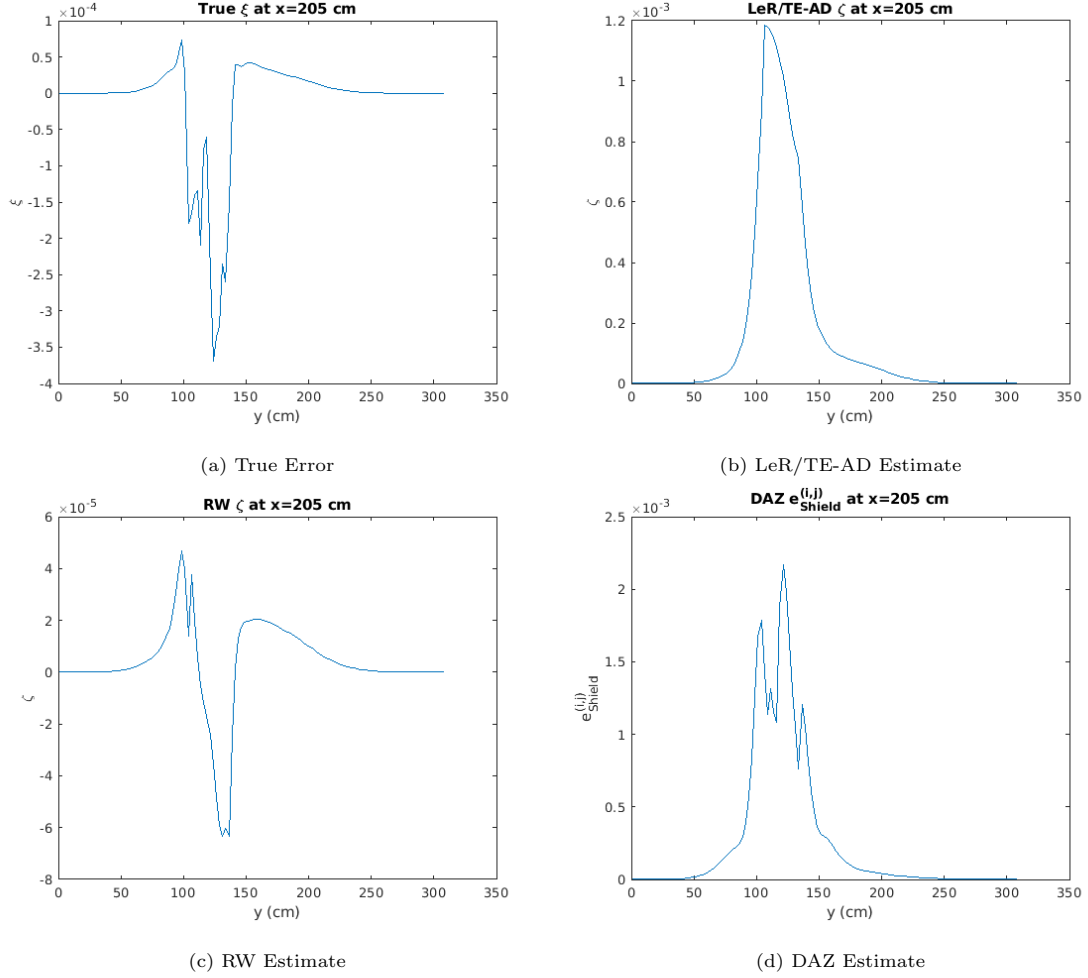 True ξ at x=205 cm
×10⁻⁴
1
0.5
0
-0.5
-1
-1.5
-2
-2.5
-3
-3.5
-4
ξ
0 50 100 150 200 250 300 350
y (cm)
(a) True Error
LeR/TE-AD ζ at x=205 cm
×10⁻³
1.2
1
0.8
0.6
0.4
0.2
0
ζ
0 50 100 150 200 250 300 350
y (cm)
(b) LeR/TE-AD Estimate
RW ζ at x=205 cm
×10⁻⁵
6
4
2
0
-2
-4
-6
-8
ζ
0 50 100 150 200 250 300 350
y (cm)
(c) RW Estimate
DAZ e_Shield^(i,j) at x=205 cm
×10⁻³
2.5
2
1.5
1
0.5
0
e_Shield^(i,j)
0 50 100 150 200 250 300 350
y (cm)
(d) DAZ Estimate